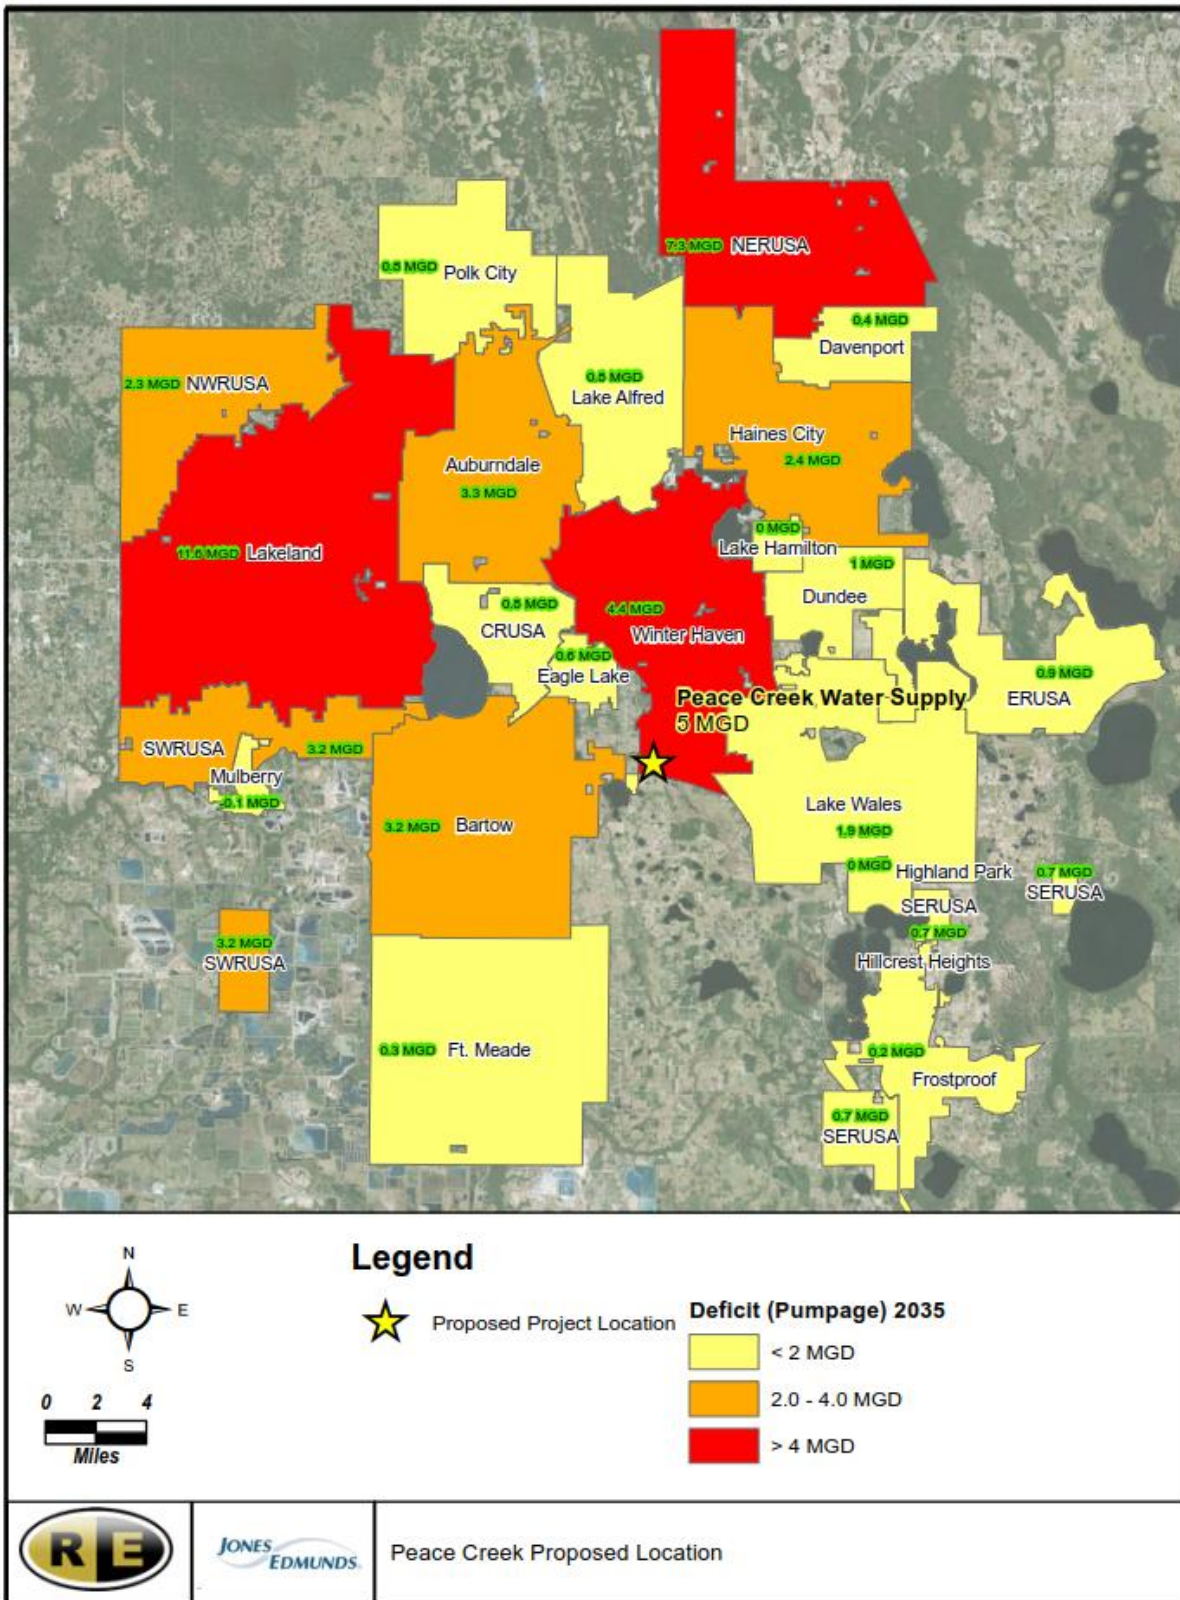 7.3 MGD NERUSA
0.5 MGD Polk City
0.4 MGD
Davenport
2.3 MGD NWRUSA
0.5 MGD
Lake Alfred
Haines City
2.4 MGD
Auburndale
3.3 MGD
11.6 MGD Lakeland
0 MGD
Lake Hamilton
1 MGD
Dundee
0.5 MGD
CRUSA
4.4 MGD
Winter Haven
0.6 MGD
Eagle Lake
0.9 MGD
ERUSA
Peace Creek Water Supply
5 MGD
SWRUSA
3.2 MGD
Mulberry
-0.1 MGD
3.2 MGD Bartow
Lake Wales
1.9 MGD
0 MGD Highland Park
0.7 MGD
SERUSA
SERUSA
0.7 MGD
3.2 MGD
SWRUSA
Hillcrest Heights
0.3 MGD Ft. Meade
0.2 MGD
Frostproof
0.7 MGD
SERUSA
N
W E
S
0 2 4
Miles
Legend
Proposed Project Location
Deficit (Pumpage) 2035
< 2 MGD
2.0 - 4.0 MGD
> 4 MGD
R E
JONES
EDMUNDS
Peace Creek Proposed Location